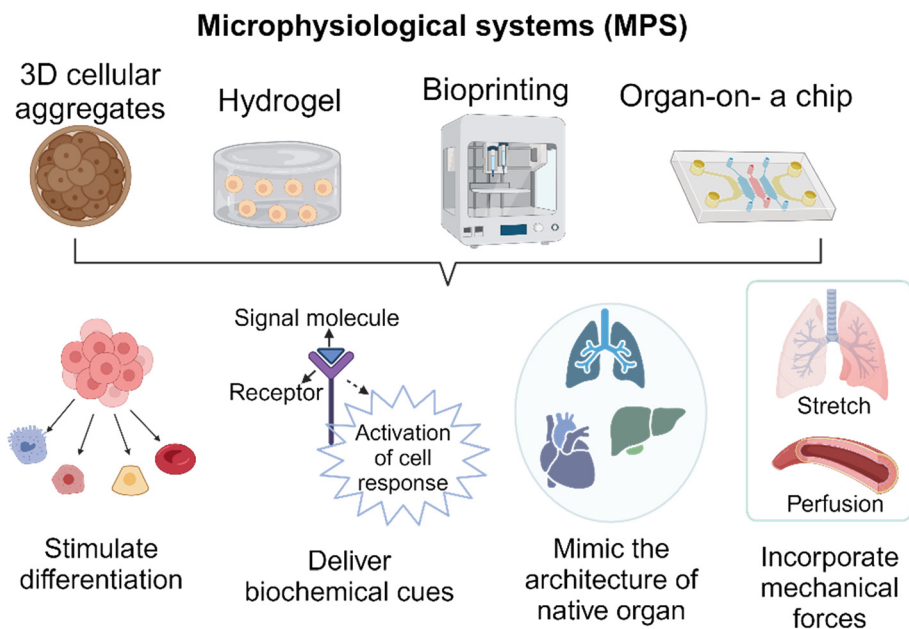 Microphysiological systems (MPS)
3D cellular
aggregates
Hydrogel
Bioprinting
Organ-on- a chip
Signal molecule
Receptor
Activation
of cell
response
Stretch
Perfusion
Stimulate
differentiation
Deliver
biochemical cues
Mimic the
architecture of
native organ
Incorporate
mechanical
forces